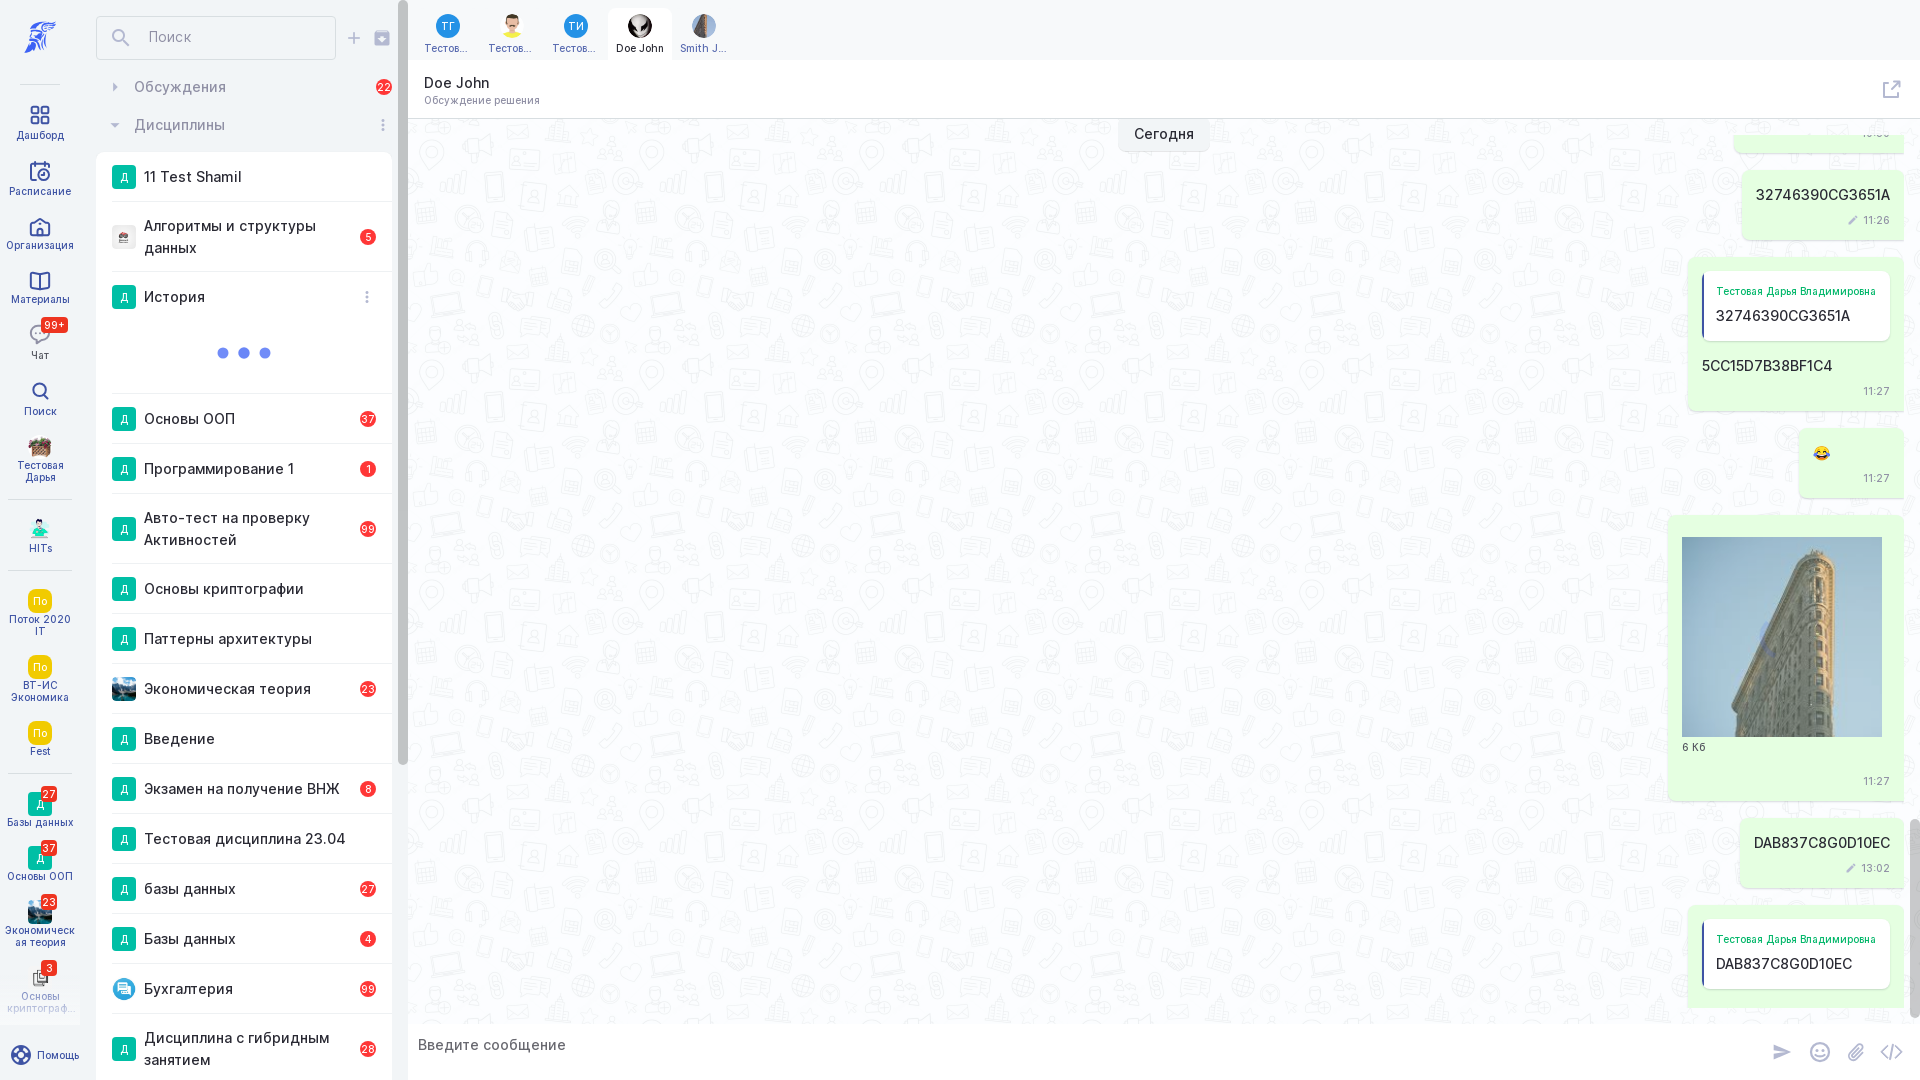 Дашборд
Расписание
Организация
Материалы
99+
Чат
Поиск
Тестовая
Дарья
HITs
По
Поток 2020
IT
По
ВТ-ИС
Экономика
По
Fest
27
Д
Базы данных
37
Д
Основы ООП
23
Экономическ
ая теория
3
Основы
криптограф...
Помощь
Поиск
Обсуждения
22
Дисциплины
Д
11 Test Shamil
Алгоритмы и структуры
данных
5
Д
История
Д
Основы ООП
37
Д
Программирование 1
1
Д
Авто-тест на проверку
Активностей
99
Д
Основы криптографии
Д
Паттерны архитектуры
Экономическая теория
23
Д
Введение
Д
Экзамен на получение ВНЖ
8
Д
Тестовая дисциплина 23.04
Д
базы данных
27
Д
Базы данных
4
Бухгалтерия
99
Д
Дисциплина с гибридным
занятием
28
ТГ
Тестов...
Тестов...
ТИ
Тестов...
Doe John
Smith J...
Doe John
Обсуждение решения
Сегодня
32746390CG3651A
11:26
Тестовая Дарья Владимировна
32746390CG3651A
5CC15D7B38BF1C4
11:27
😂
11:27
6 Кб
11:27
DAB837C8G0D10EC
13:02
Тестовая Дарья Владимировна
DAB837C8G0D10EC
Введите сообщение